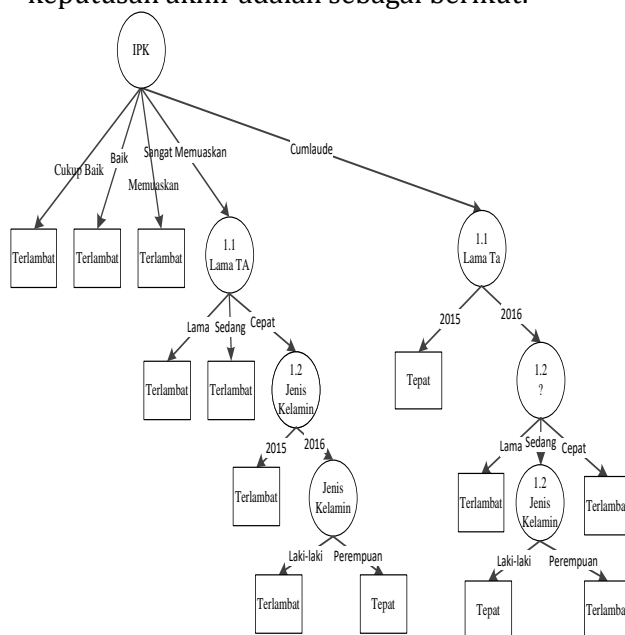 keputusan akhir adalah sebagai berikut:
IPK
Cukup Baik
Baik
Memuaskan
Sangat Memuaskan
Cumlaude
Terlambat
Terlambat
Terlambat
1.1
Lama TA
1.1
Lama Ta
Lama
Sedang
Cepat
2015
2016
Terlambat
Terlambat
1.2
Jenis
Kelamin
Tepat
1.2
?
2015
2016
Lama
Sedang
Cepat
Terlambat
Jenis
Kelamin
Terlambat
1.2
Jenis
Kelamin
Terlambat
Laki-laki
Perempuan
Laki-laki
Perempuan
Terlambat
Tepat
Tepat
Terlambat